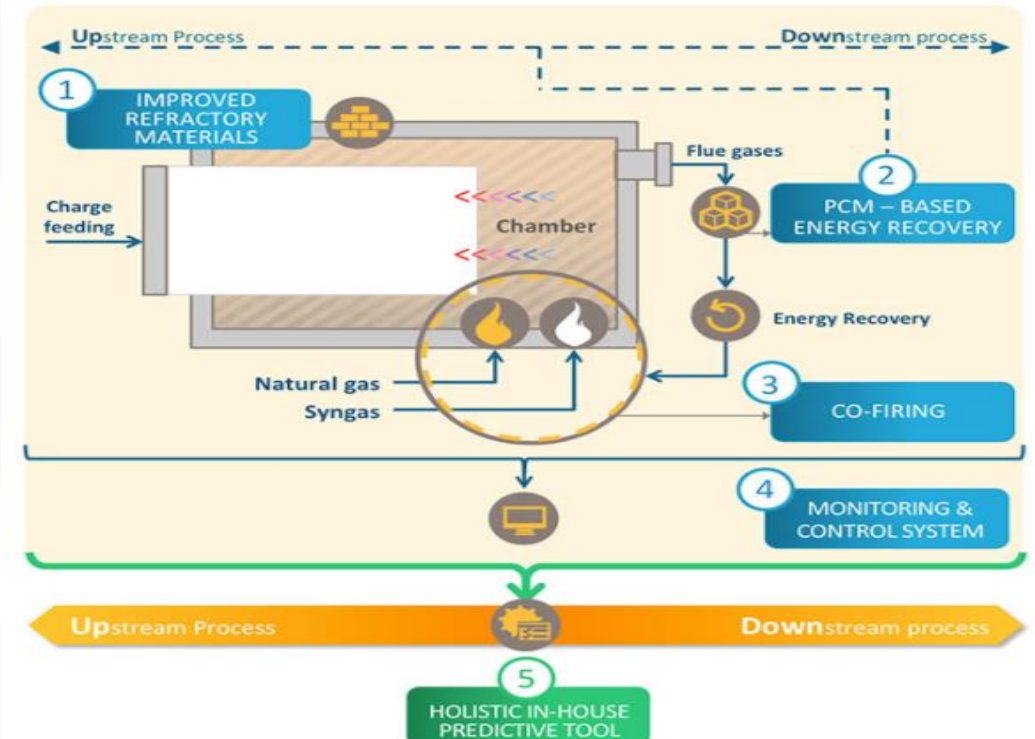 Upstream Process
Downstream process
1
IMPROVED
REFRACTORY
MATERIALS
Flue gases
2
PCM – BASED
ENERGY RECOVERY
Charge
feeding
Chamber
Energy Recovery
Natural gas
Syngas
3
CO-FIRING
4
MONITORING &
CONTROL SYSTEM
Upstream Process
Downstream process
5
HOLISTIC IN-HOUSE
PREDICTIVE TOOL